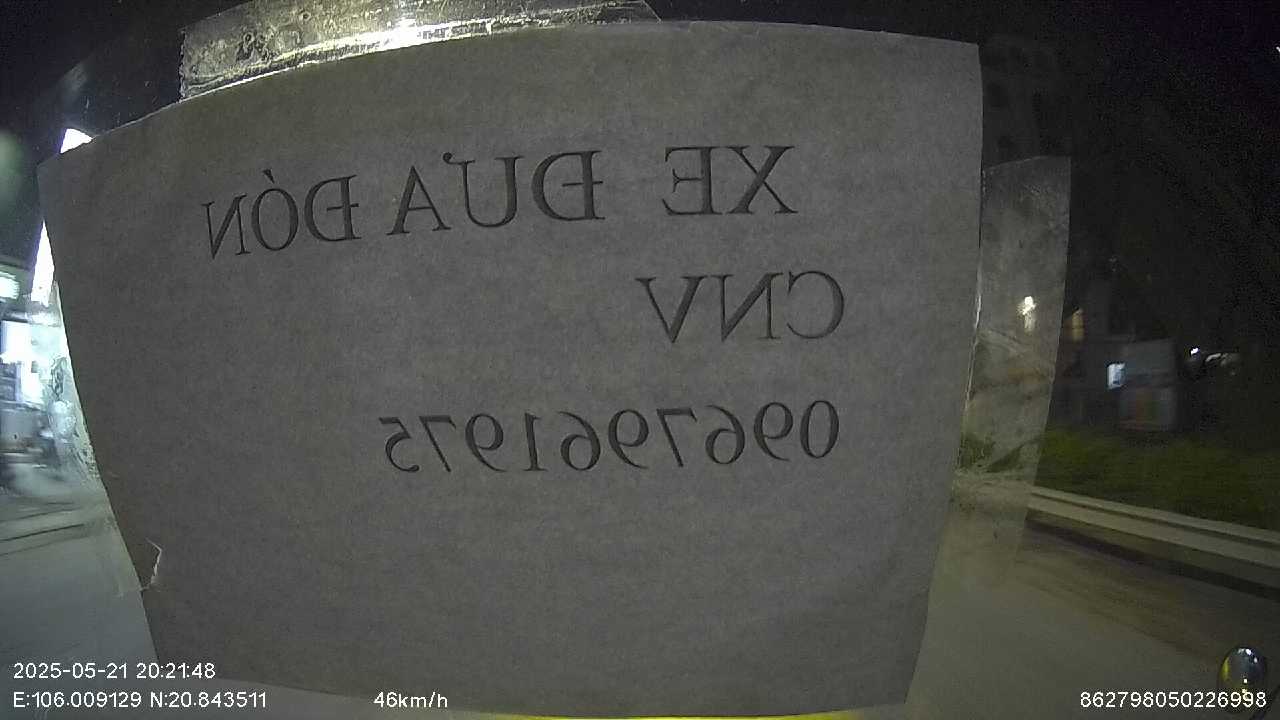 XE ĐƯA ĐÓN
CNV
0967961975
2025-05-21 20:21:48
E:106.009129 N:20.843511 46km/h 862798050226998